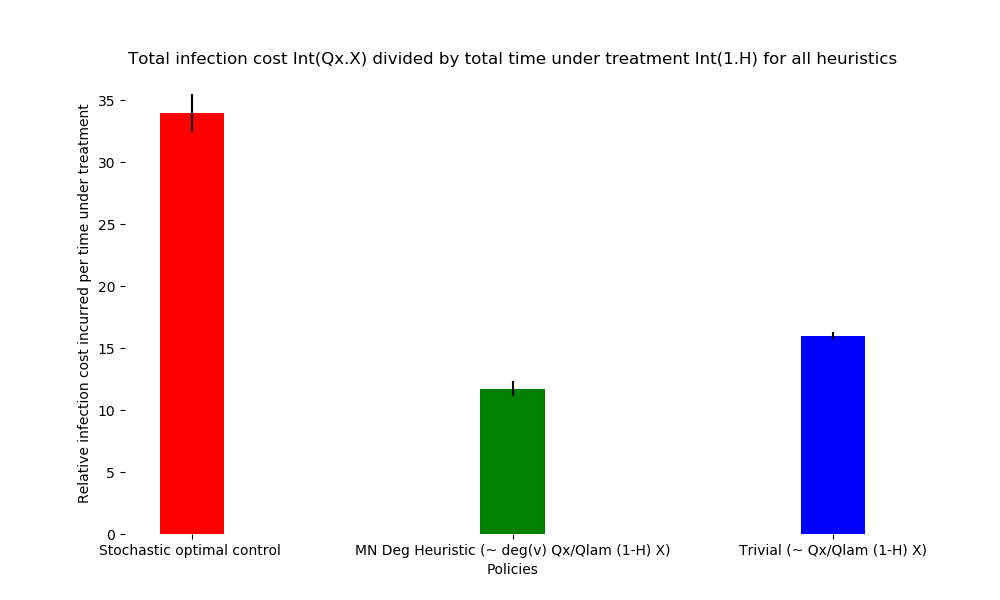 Total infection cost Int(Qx.X) divided by total time under treatment Int(1.H) for all heuristics
Relative infection cost incurred per time under treatment
35
30
25
20
15
10
5
0
Stochastic optimal control
MN Deg Heuristic (~ deg(v) Qx/Qlam (1-H) X)
Trivial (~ Qx/Qlam (1-H) X)
Policies